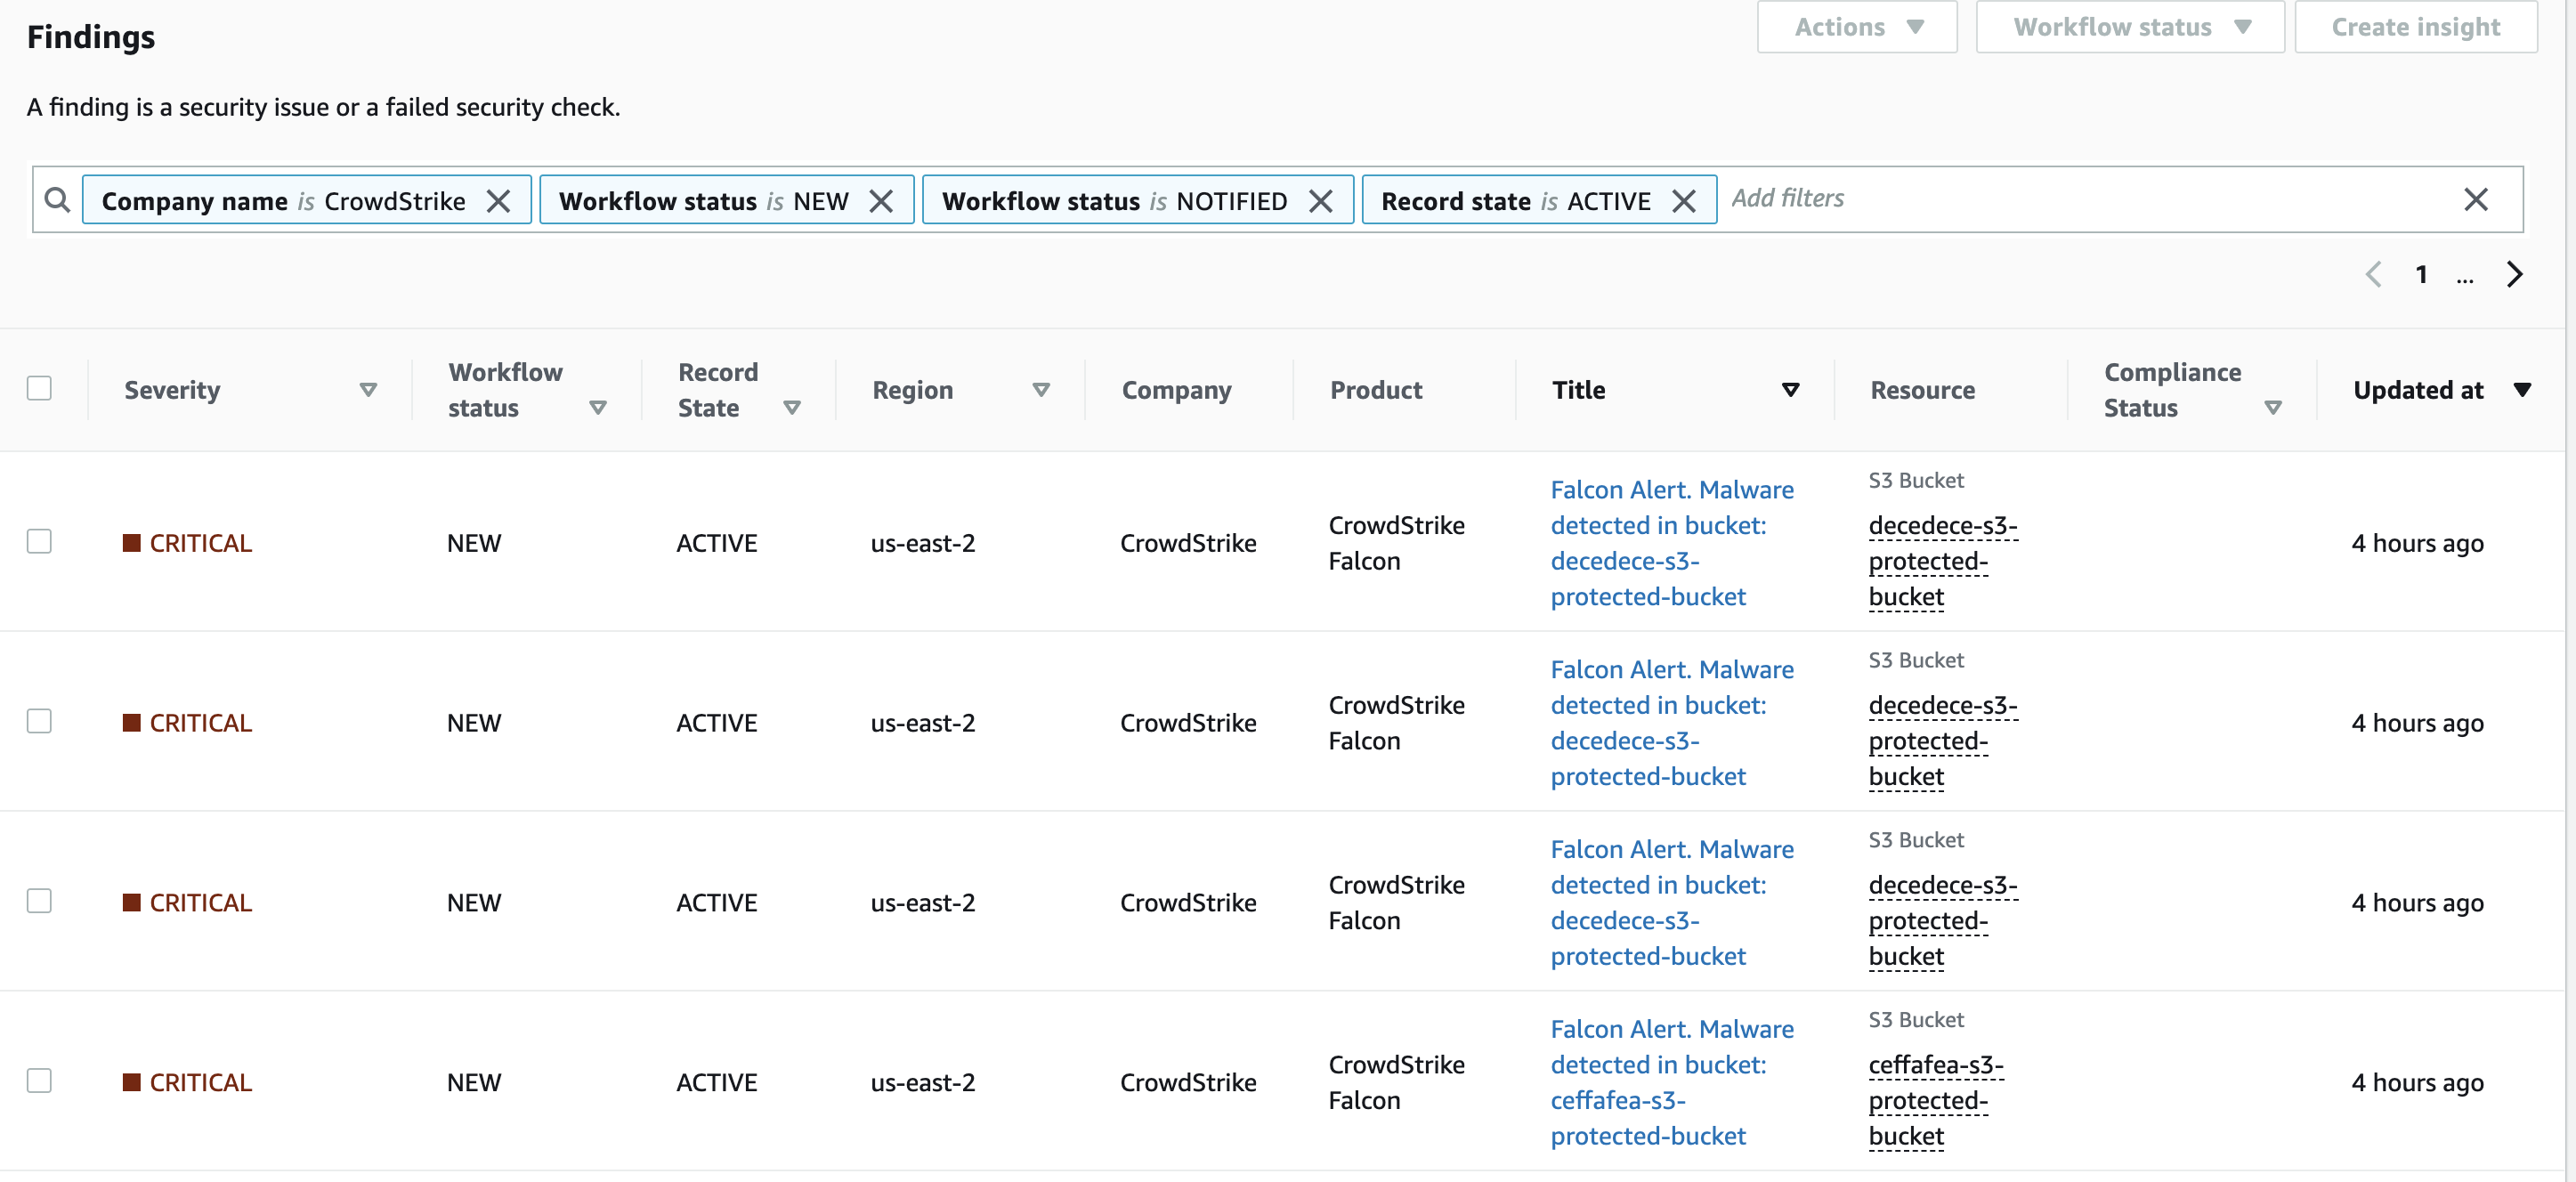 Findings
Actions
Workflow status
Create insight
A finding is a security issue or a failed security check.
Company name is CrowdStrike
Workflow status is NEW
Workflow status is NOTIFIED
Record state is ACTIVE
Add filters
1 ...
Severity
Workflow
status
Record
State
Region
Company
Product
Title
Resource
Compliance
Status
Updated at
CRITICAL
NEW
ACTIVE
us-east-2
CrowdStrike
CrowdStrike
Falcon
Falcon Alert. Malware
detected in bucket:
decedece-s3-
protected-bucket
S3 Bucket
decedece-s3-
protected-
bucket
4 hours ago
CRITICAL
NEW
ACTIVE
us-east-2
CrowdStrike
CrowdStrike
Falcon
Falcon Alert. Malware
detected in bucket:
decedece-s3-
protected-bucket
S3 Bucket
decedece-s3-
protected-
bucket
4 hours ago
CRITICAL
NEW
ACTIVE
us-east-2
CrowdStrike
CrowdStrike
Falcon
Falcon Alert. Malware
detected in bucket:
decedece-s3-
protected-bucket
S3 Bucket
decedece-s3-
protected-
bucket
4 hours ago
CRITICAL
NEW
ACTIVE
us-east-2
CrowdStrike
CrowdStrike
Falcon
Falcon Alert. Malware
detected in bucket:
ceffafea-s3-
protected-bucket
S3 Bucket
ceffafea-s3-
protected-
bucket
4 hours ago